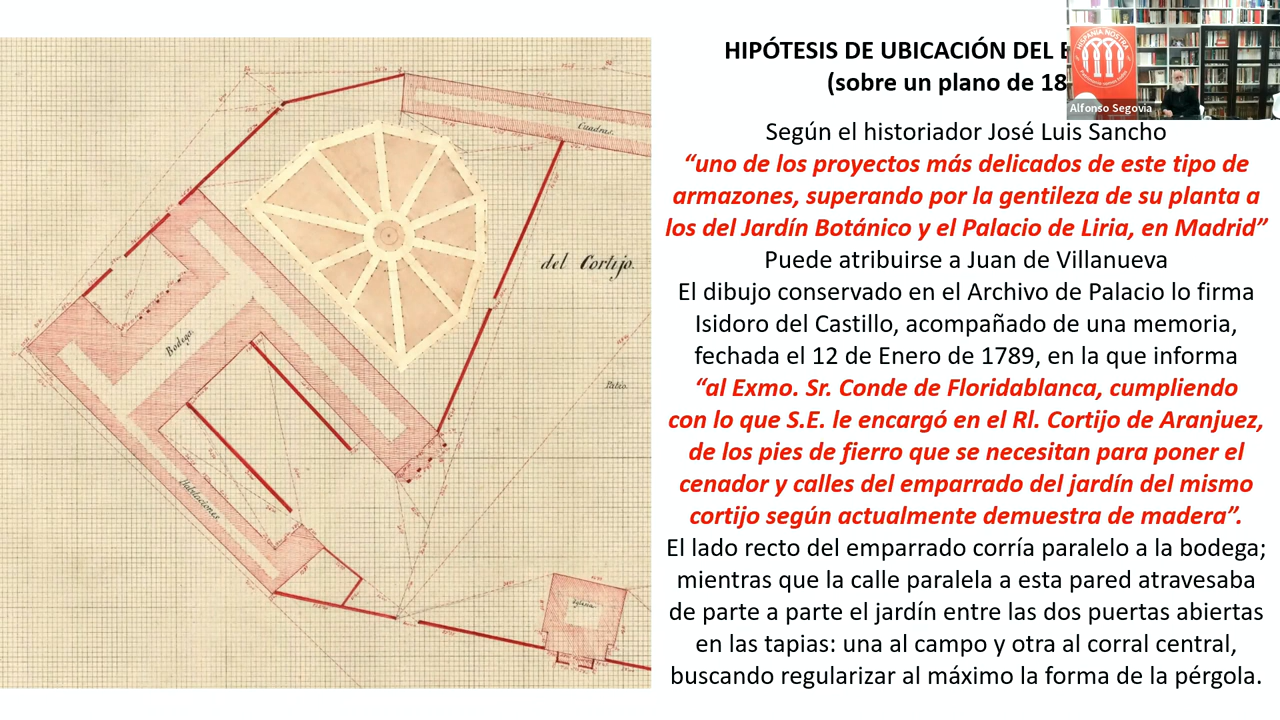 HIPÓTESIS DE UBICACIÓN DEL
(sobre un plano de 18
HISPANIA NOSTRA
Alfonso Segovia
Según el historiador José Luis Sancho
“uno de los proyectos más delicados de este tipo de
armazones, superando por la gentileza de su planta a
los del Jardín Botánico y el Palacio de Liria, en Madrid”
Puede atribuirse a Juan de Villanueva
El dibujo conservado en el Archivo de Palacio lo firma
Isidoro del Castillo, acompañado de una memoria,
fechada el 12 de Enero de 1789, en la que informa
“al Exmo. Sr. Conde de Floridablanca, cumpliendo
con lo que S.E. le encargó en el Rl. Cortijo de Aranjuez,
de los pies de fierro que se necesitan para poner el
cenador y calles del emparrado del jardín del mismo
cortijo según actualmente demuestra de madera”.
El lado recto del emparrado corría paralelo a la bodega;
mientras que la calle paralela a esta pared atravesaba
de parte a parte el jardín entre las dos puertas abiertas
en las tapias: una al campo y otra al corral central,
buscando regularizar al máximo la forma de la pérgola.
Cuadras.
del Cortijo.
Bodega.
Patio.
Habitaciones.
Iglesia